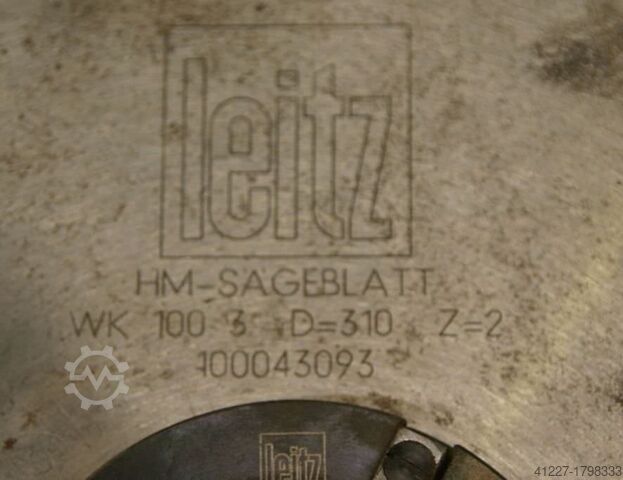 leitz
HM-SAGEBLATT
WK 100 3 D=310 Z=2
100043093
leitz
41227-1798333